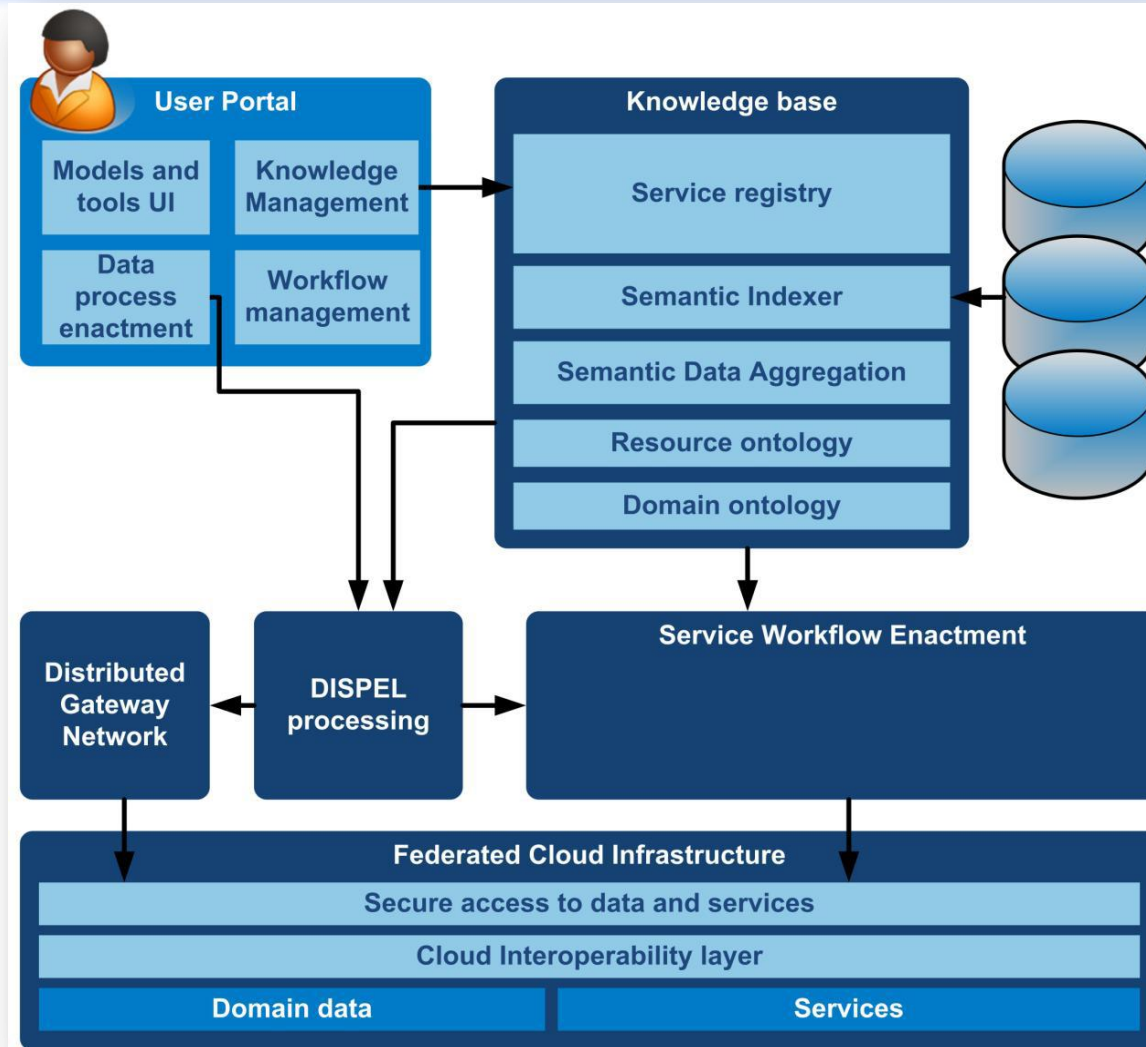 User Portal
Models and
tools UI
Knowledge
Management
Data
process
enactment
Workflow
management
Knowledge base
Service registry
Semantic Indexer
Semantic Data Aggregation
Resource ontology
Domain ontology
Distributed
Gateway
Network
DISPEL
processing
Service Workflow Enactment
Federated Cloud Infrastructure
Secure access to data and services
Cloud Interoperability layer
Domain data
Services